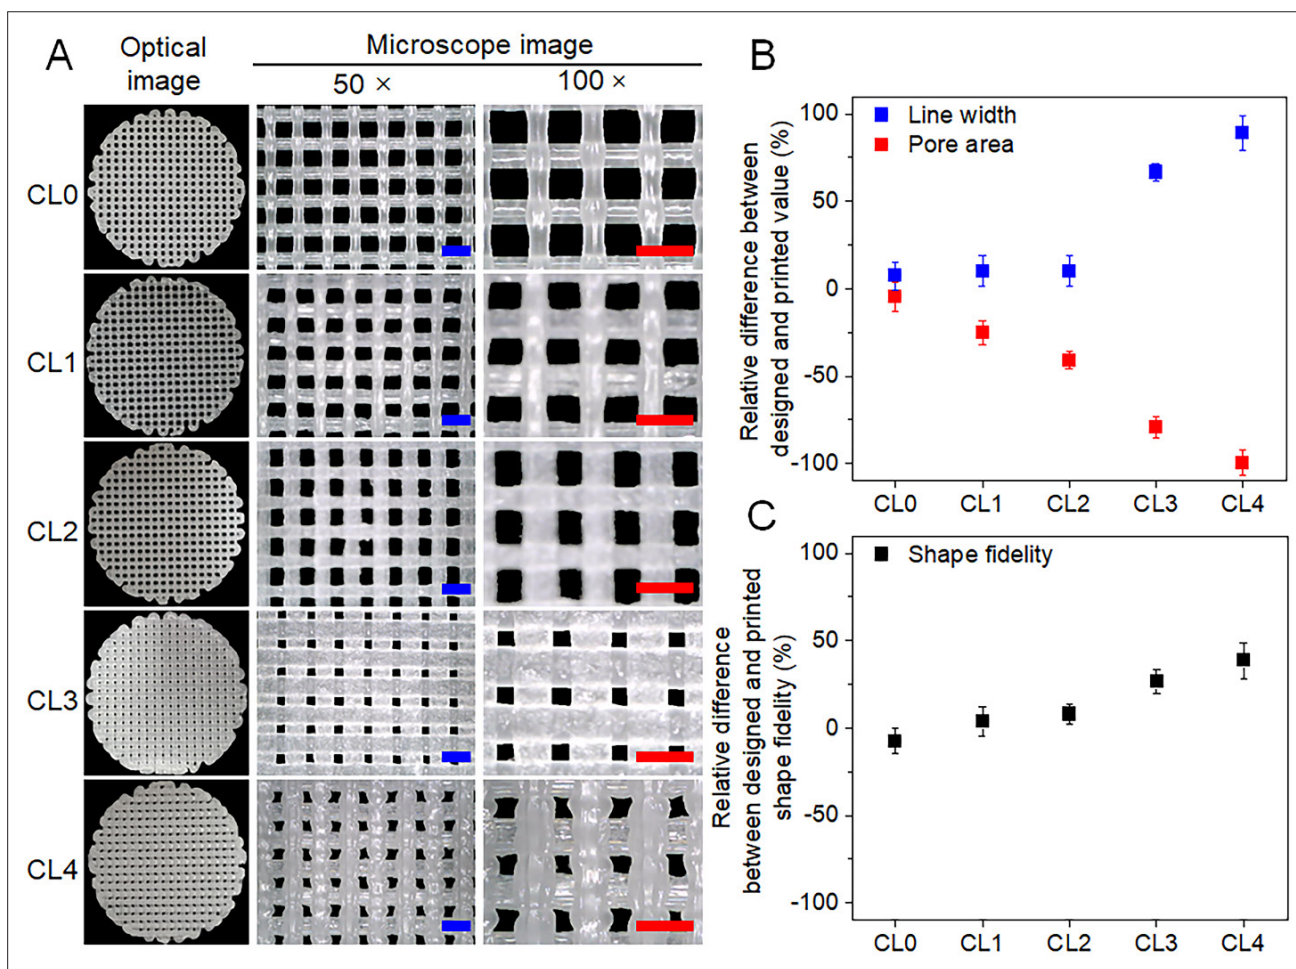 A
Optical
image
Microscope image
50 ×
100 ×
CL0
CL1
CL2
CL3
CL4
B
Relative difference between
designed and printed value (%)
100
50
0
-50
-100
Line width
Pore area
CL0
CL1
CL2
CL3
CL4
C
Relative difference
between designed and printed
shape fidelity (%)
100
50
0
-50
-100
Shape fidelity
CL0
CL1
CL2
CL3
CL4